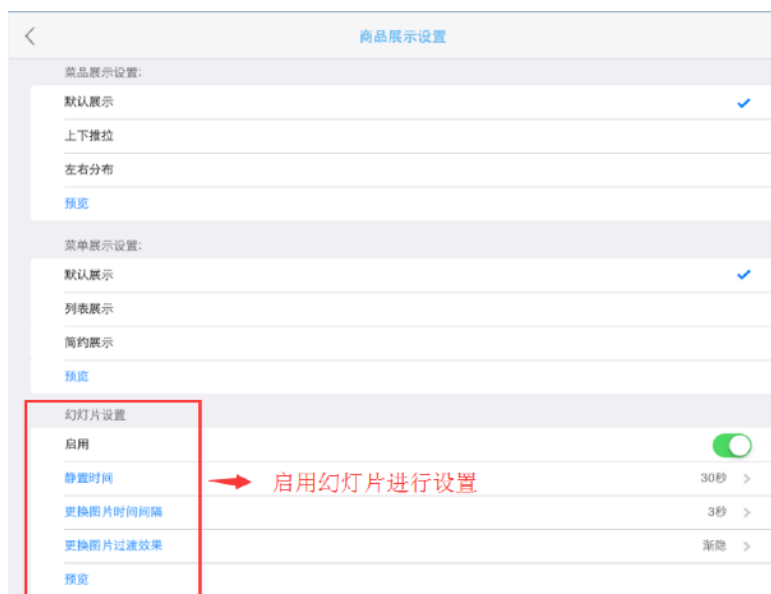 商品展示设置
菜品展示设置:
默认展示
上下推拉
左右分布
预览
菜单展示设置:
默认展示
列表展示
简约展示
预览
幻灯片设置
启用
静置时间 启用幻灯片进行设置 30秒
更换图片时间间隔 3秒
更换图片过渡效果 渐隐
预览